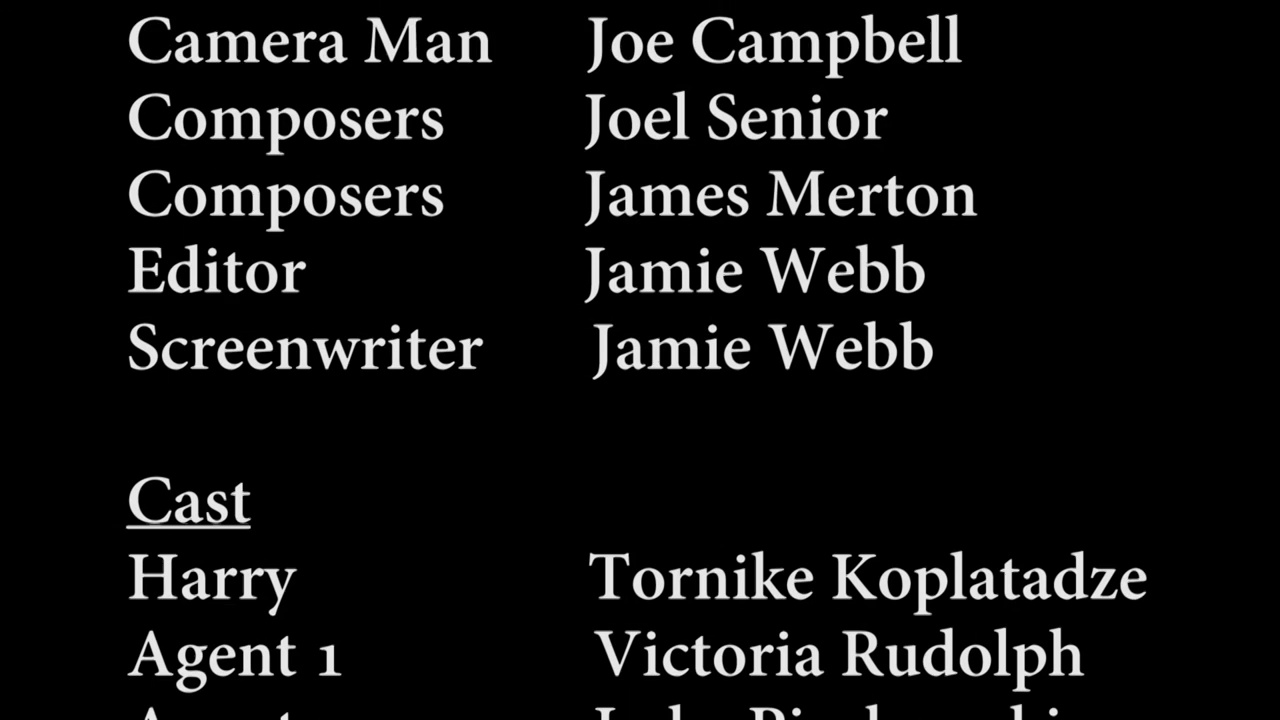 Camera Man Joe Campbell
Composers Joel Senior
Composers James Merton
Editor Jamie Webb
Screenwriter Jamie Webb
Cast
Harry Tornike Koplatadze
Agent 1 Victoria Rudolph